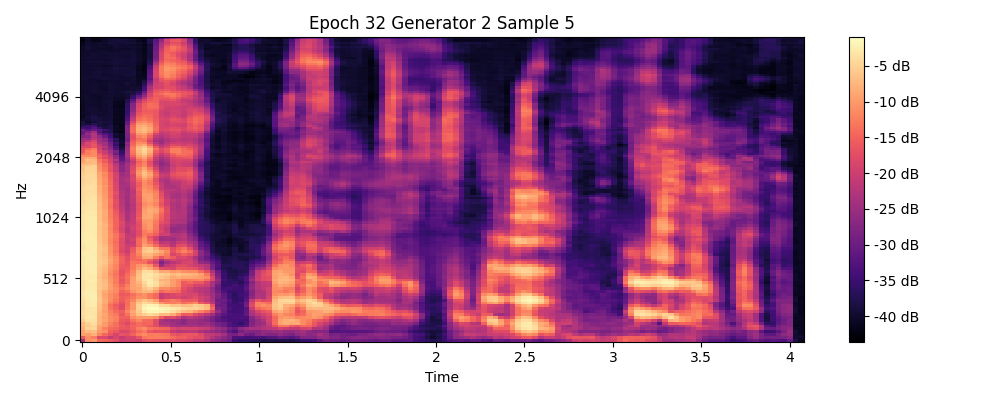 Epoch 32 Generator 2 Sample 5
Hz
4096
2048
1024
512
0
0 0.5 1 1.5 2 2.5 3 3.5 4
Time
-5 dB
-10 dB
-15 dB
-20 dB
-25 dB
-30 dB
-35 dB
-40 dB